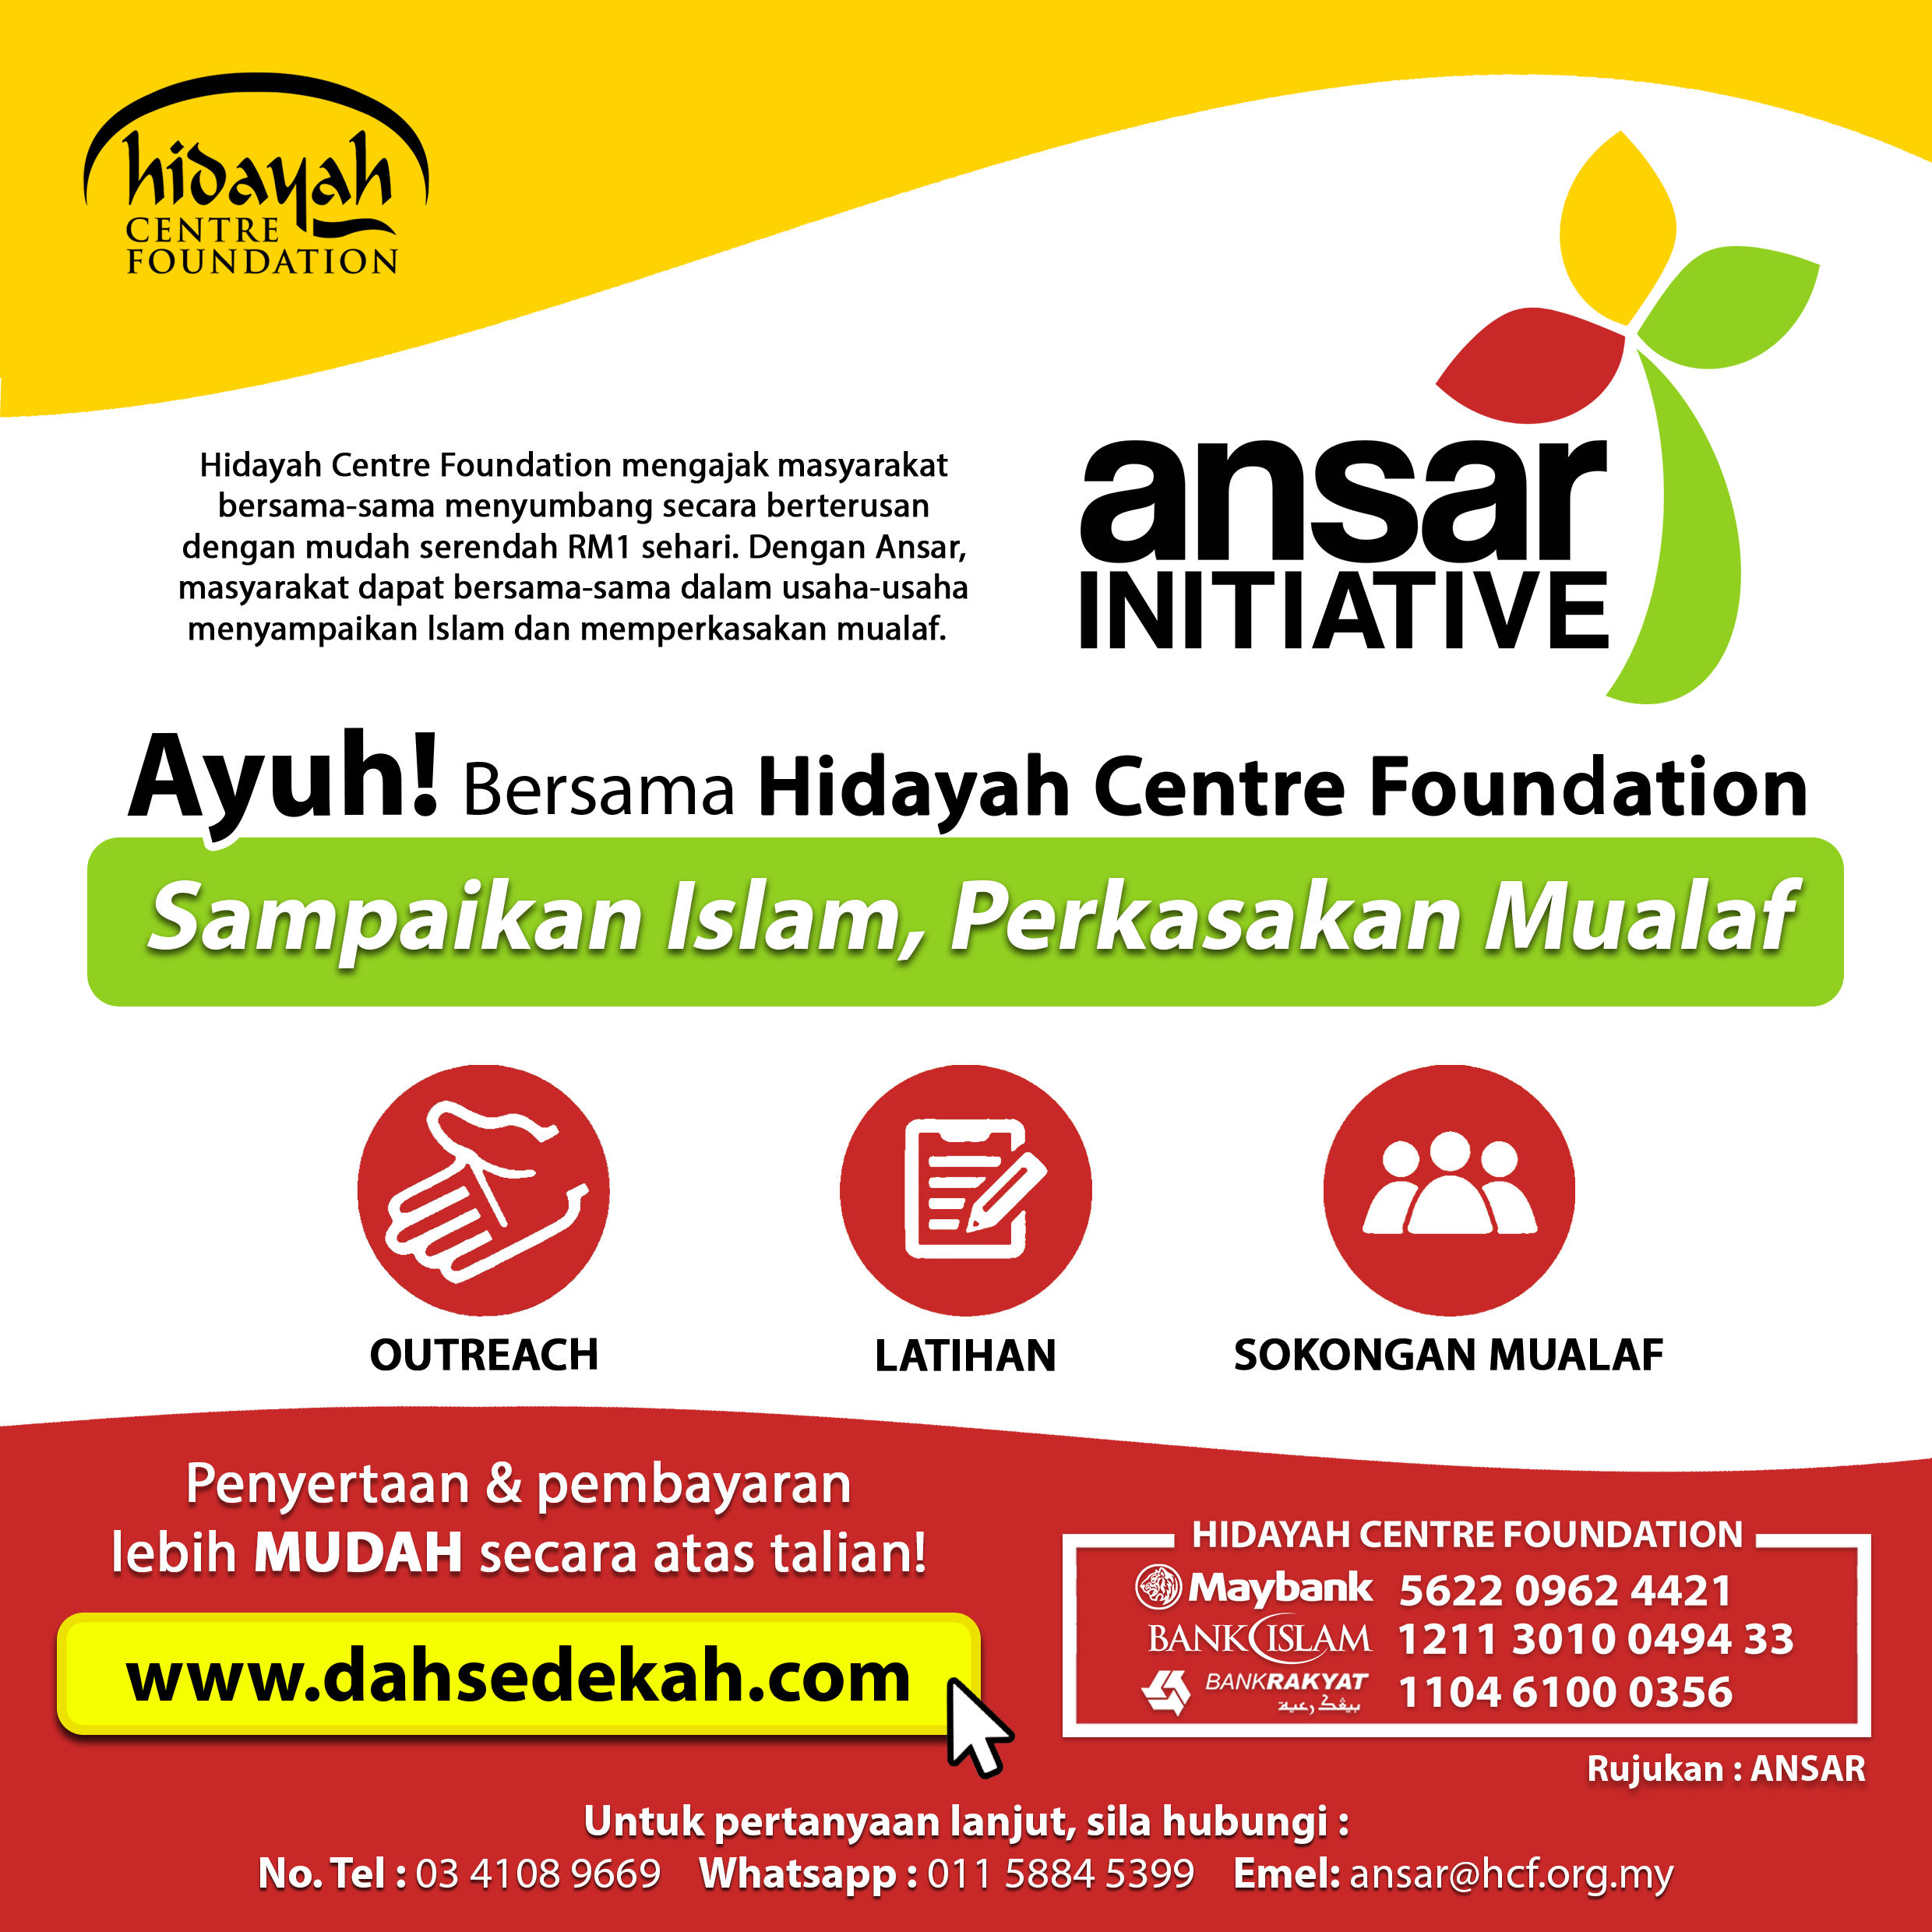 hidayah
CENTRE
FOUNDATION
Hidayah Centre Foundation mengajak masyarakat
bersama-sama menyumbang secara berterusan
dengan mudah serendah RM1 sehari. Dengan Ansar,
masyarakat dapat bersama-sama dalam usaha-usaha
menyampaikan Islam dan memperkasakan mualaf.
ansar
INITIATIVE
Ayuh! Bersama Hidayah Centre Foundation
Sampaikan Islam, Perkasakan Mualaf
OUTREACH
LATIHAN
SOKONGAN MUALAF
Penyertaan & pembayaran
lebih MUDAH secara atas talian!
www.dahsedekah.com
HIDAYAH CENTRE FOUNDATION
Maybank 5622 0962 4421
BANK ISLAM 1211 3010 0494 33
BANKRAKYAT 1104 6100 0356
بيڠک رعية
Rujukan : ANSAR
Untuk pertanyaan lanjut, sila hubungi :
No. Tel : 03 4108 9669 Whatsapp : 011 5884 5399 Emel: ansar@hcf.org.my